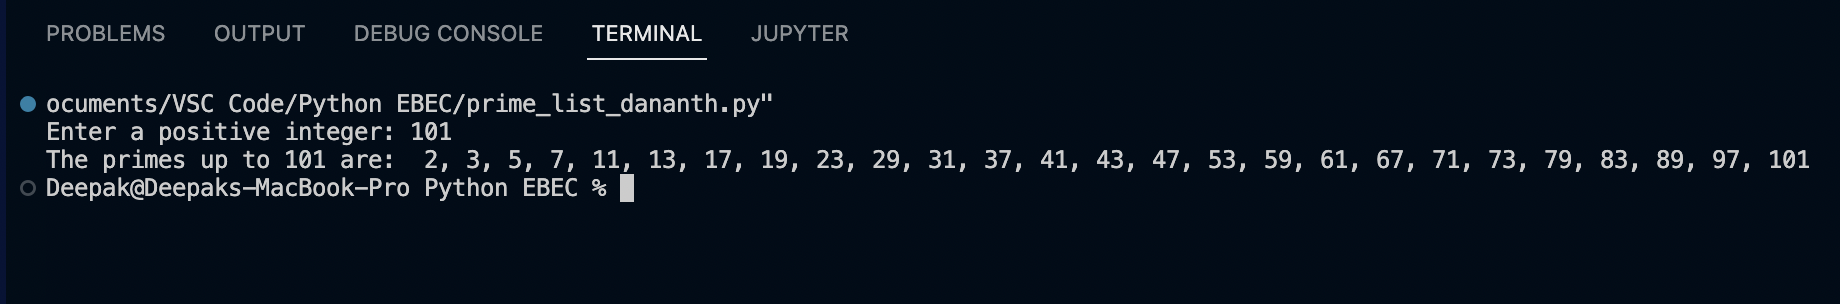 PROBLEMS OUTPUT DEBUG CONSOLE TERMINAL JUPYTER
ocuments/VSC Code/Python EBEC/prime_list_dananth.py"
Enter a positive integer: 101
The primes up to 101 are:  2, 3, 5, 7, 11, 13, 17, 19, 23, 29, 31, 37, 41, 43, 47, 53, 59, 61, 67, 71, 73, 79, 83, 89, 97, 101
Deepak@Deepaks-MacBook-Pro Python EBEC %